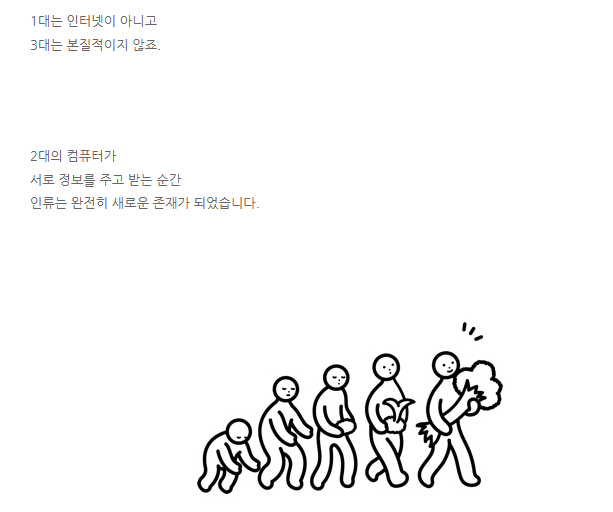 1대는 인터넷이 아니고
3대는 본질적이지 않죠.
2대의 컴퓨터가
서로 정보를 주고 받는 순간
인류는 완전히 새로운 존재가 되었습니다.